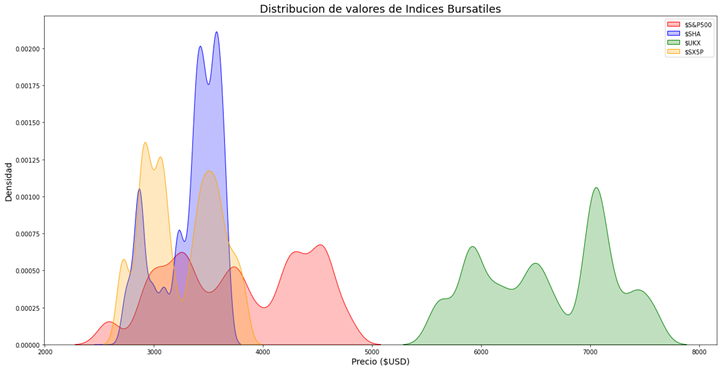 Distribucion de valores de Indices Bursatiles
$S&P500
$SHA
$UKX
$SX5P
Densidad
0.00200
0.00175
0.00150
0.00125
0.00100
0.00075
0.00050
0.00025
0.00000
2000
3000
4000
5000
6000
7000
8000
Precio ($USD)